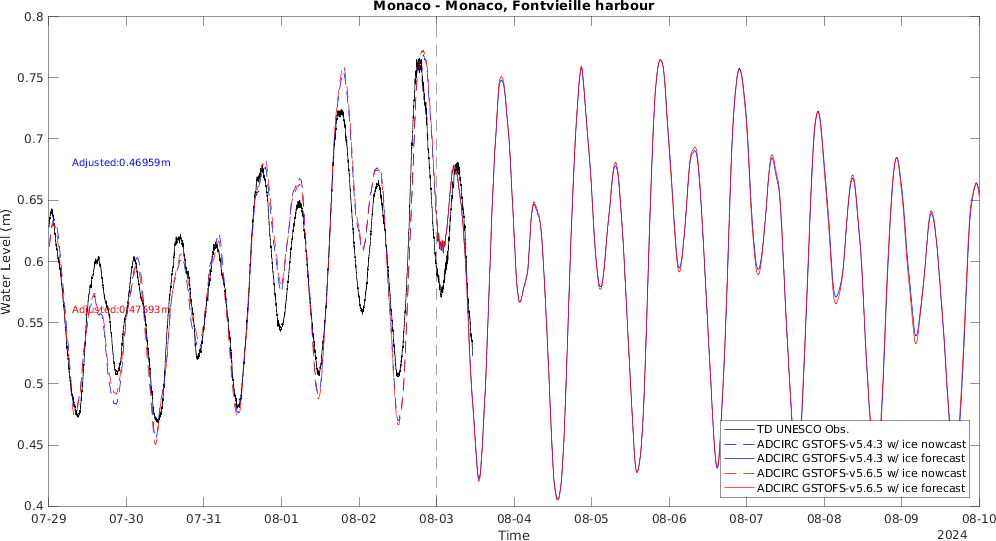 Monaco - Monaco, Fontvieille harbour
Water Level (m)
0.8
0.75
0.7
0.65
0.6
0.55
0.5
0.45
0.4
Adjusted:0.46959m
Adjusted:0.47693m
TD UNESCO Obs.
ADCIRC GSTOFS-v5.4.3 w/ ice nowcast
ADCIRC GSTOFS-v5.4.3 w/ ice forecast
ADCIRC GSTOFS-v5.6.5 w/ ice nowcast
ADCIRC GSTOFS-v5.6.5 w/ ice forecast
07-29 07-30 07-31 08-01 08-02 08-03 08-04 08-05 08-06 08-07 08-08 08-09 08-10
Time
2024